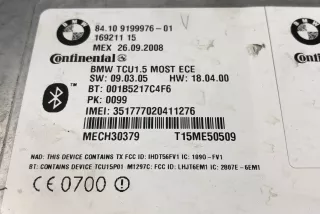 84.10 9199976-01
169211 15
MEX 26.09.2008
Continental
BMW TCU1.5 MOST ECE
SW: 09.03.05 HW: 18.04.00
BT: 001B5217C4F6
PK: 0099
IMEI: 351777020411276
MECH30379 T15ME50509
NAD: THIS DEVICE CONTAINS TX FCC ID: IHDT56FV1 IC: 1090-FV1
BT: THIS DEVICE CONTAINS TCU15P01 M1297C: FCC ID: LHJT6EM1 IC: 2807E-6EM1
CE 0700